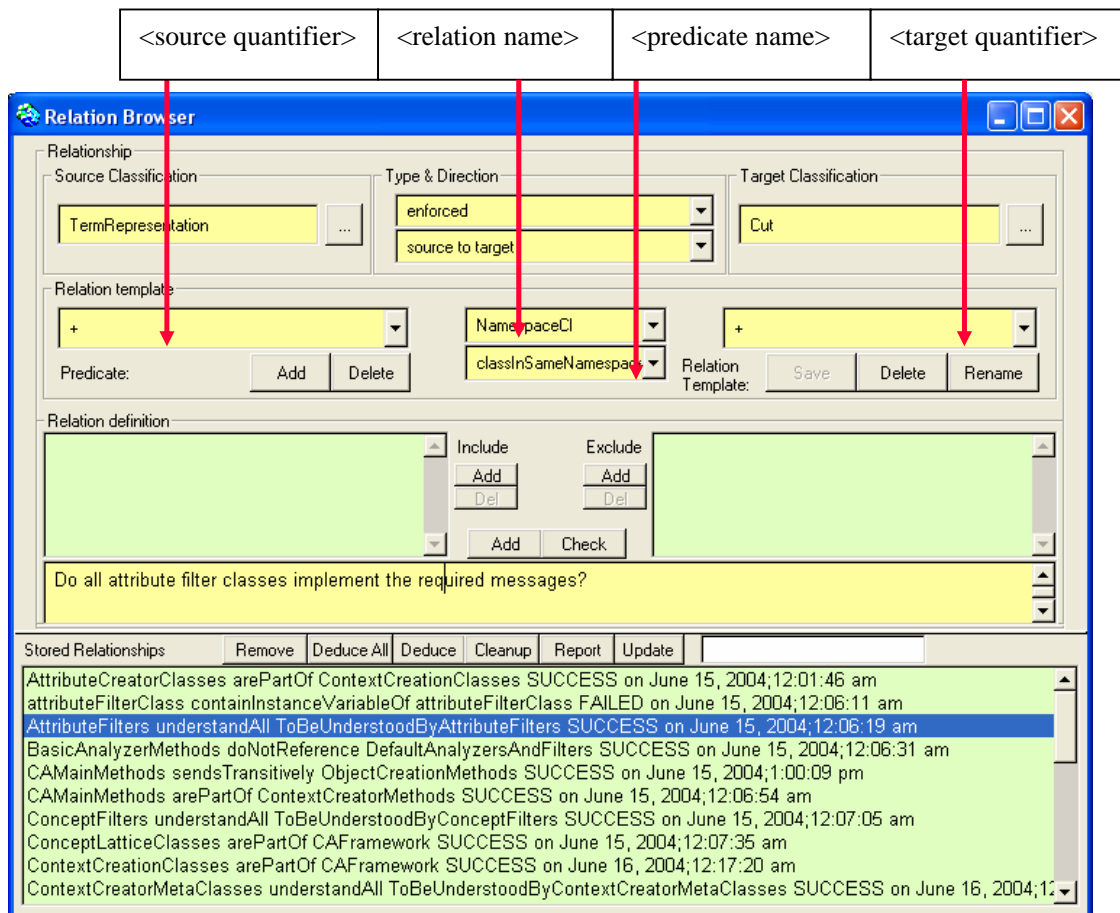 <source quantifier> <relation name> <predicate name> <target quantifier>
Relation Browser
Relationship
Source Classification Type & Direction Target Classification
TermRepresentation ... enforced Cut ...
source to target
Relation template
+ NamespaceCl +
Predicate: Add Delete classInSameNamespac Relation Template: Save Delete Rename
Relation definition
Include Exclude
Add Add
Del Del
Add Check
Do all attribute filter classes implement the required messages?
Stored Relationships Remove Deduce All Deduce Cleanup Report Update
AttributeCreatorClasses arePartOf ContextCreationClasses SUCCESS on June 15, 2004;12:01:46 am
attributeFilterClass containInstanceVariableOf attributeFilterClass FAILED on June 15, 2004;12:06:11 am
AttributeFilters understandAll ToBeUnderstoodByAttributeFilters SUCCESS on June 15, 2004;12:06:19 am
BasicAnalyzerMethods doNotReference DefaultAnalyzersAndFilters SUCCESS on June 15, 2004;12:06:31 am
CAMainMethods sendsTransitively ObjectCreationMethods SUCCESS on June 15, 2004;1:00:09 pm
CAMainMethods arePartOf ContextCreatorMethods SUCCESS on June 15, 2004;12:06:54 am
ConceptFilters understandAll ToBeUnderstoodByConceptFilters SUCCESS on June 15, 2004;12:07:05 am
ConceptLatticeClasses arePartOf CAFramework SUCCESS on June 15, 2004;12:07:35 am
ContextCreationClasses arePartOf CAFramework SUCCESS on June 16, 2004;12:17:20 am
ContextCreatorMetaClasses understandAll ToBeUnderstoodByContextCreatorMetaClasses SUCCESS on June 16, 2004;12